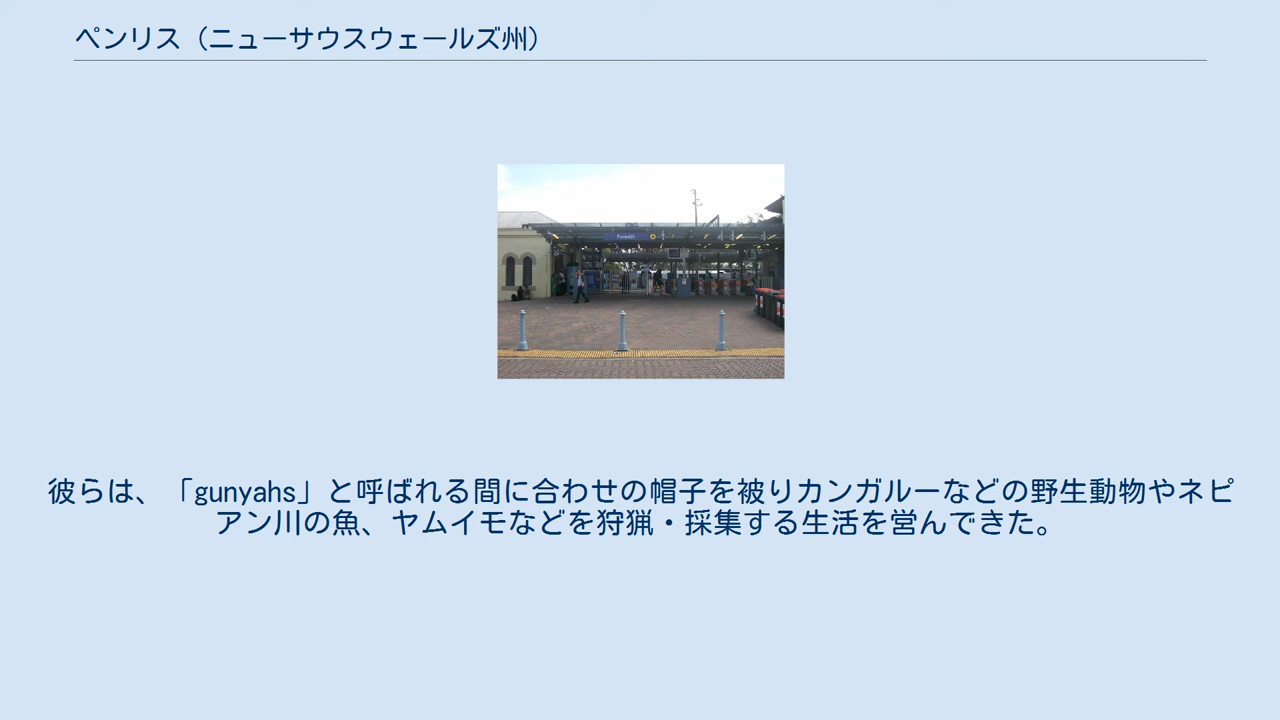 ペンリス（ニューサウスウェールズ州）
Penrith
彼らは、「gunyahs」と呼ばれる間に合わせの帽子を被りカンガルーなどの野生動物やネピ
アン川の魚、ヤムイモなどを狩猟・採集する生活を営んできた。